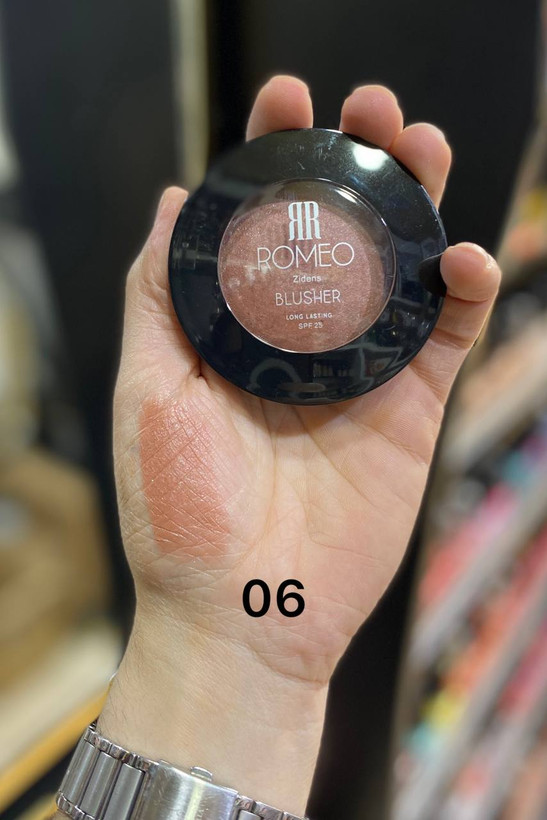 RR
ROMEO
Zidens
BLUSHER
LONG LASTING
SPF 25
06